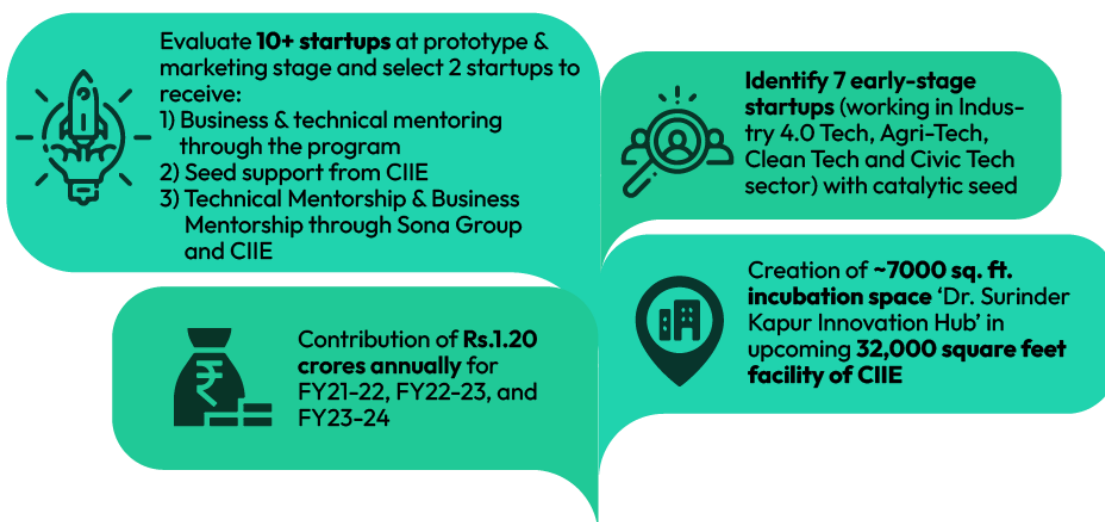 Evaluate 10+ startups at prototype &
marketing stage and select 2 startups to
receive:
1) Business & technical mentoring
through the program
2) Seed support from CIIE
3) Technical Mentorship & Business
Mentorship through Sona Group
and CIIE
Identify 7 early-stage
startups (working in Indus-
try 4.0 Tech, Agri-Tech,
Clean Tech and Civic Tech
sector) with catalytic seed
Contribution of Rs.1.20
crores annually for
FY21-22, FY22-23, and
FY23-24
Creation of ~7000 sq. ft.
incubation space ‘Dr. Surinder
Kapur Innovation Hub’ in
upcoming 32,000 square feet
facility of CIIE